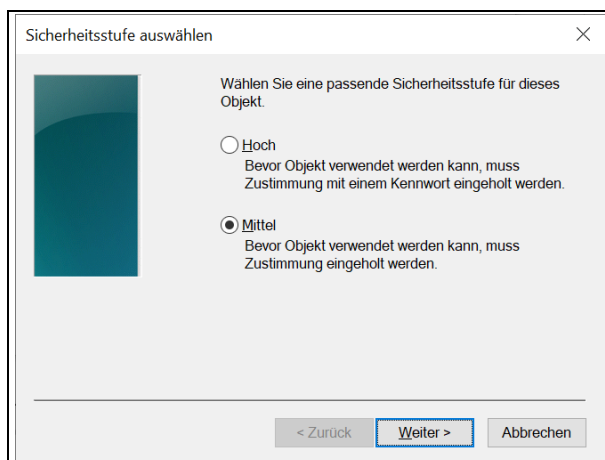 Sicherheitsstufe auswählen
Wählen Sie eine passende Sicherheitsstufe für dieses
Objekt.
Hoch
Bevor Objekt verwendet werden kann, muss
Zustimmung mit einem Kennwort eingeholt werden.
Mittel
Bevor Objekt verwendet werden kann, muss
Zustimmung eingeholt werden.
< Zurück Weiter > Abbrechen